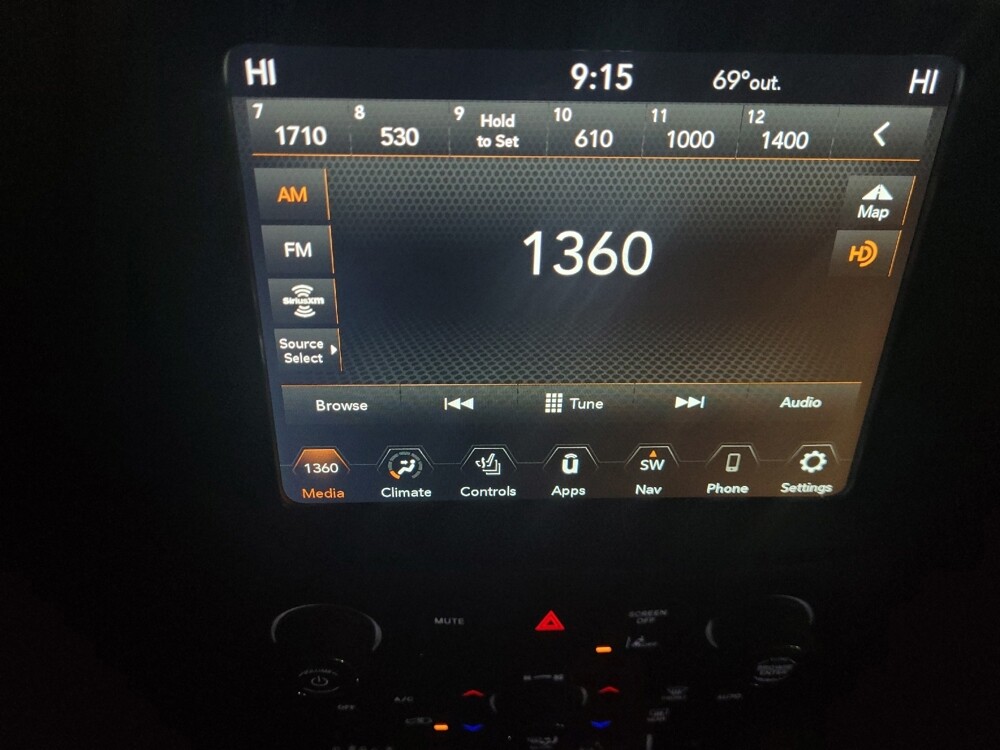 HI 9:15 69°out. HI
7 1710 8 530 9 Hold to Set 10 610 11 1000 12 1400
AM
FM
SiriusXM
Source
Select
1360
Map
HD
Browse Tune Audio
1360 SW
Media Climate Controls Apps Nav Phone Settings
MUTE SCREEN
OFF
OFF A/C